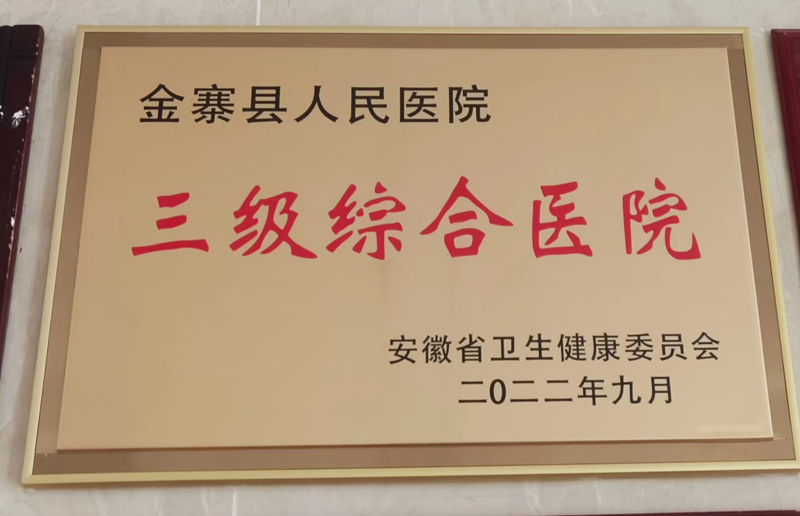 金寨县人民医院
三级综合医院
安徽省卫生健康委员会
二0二二年九月